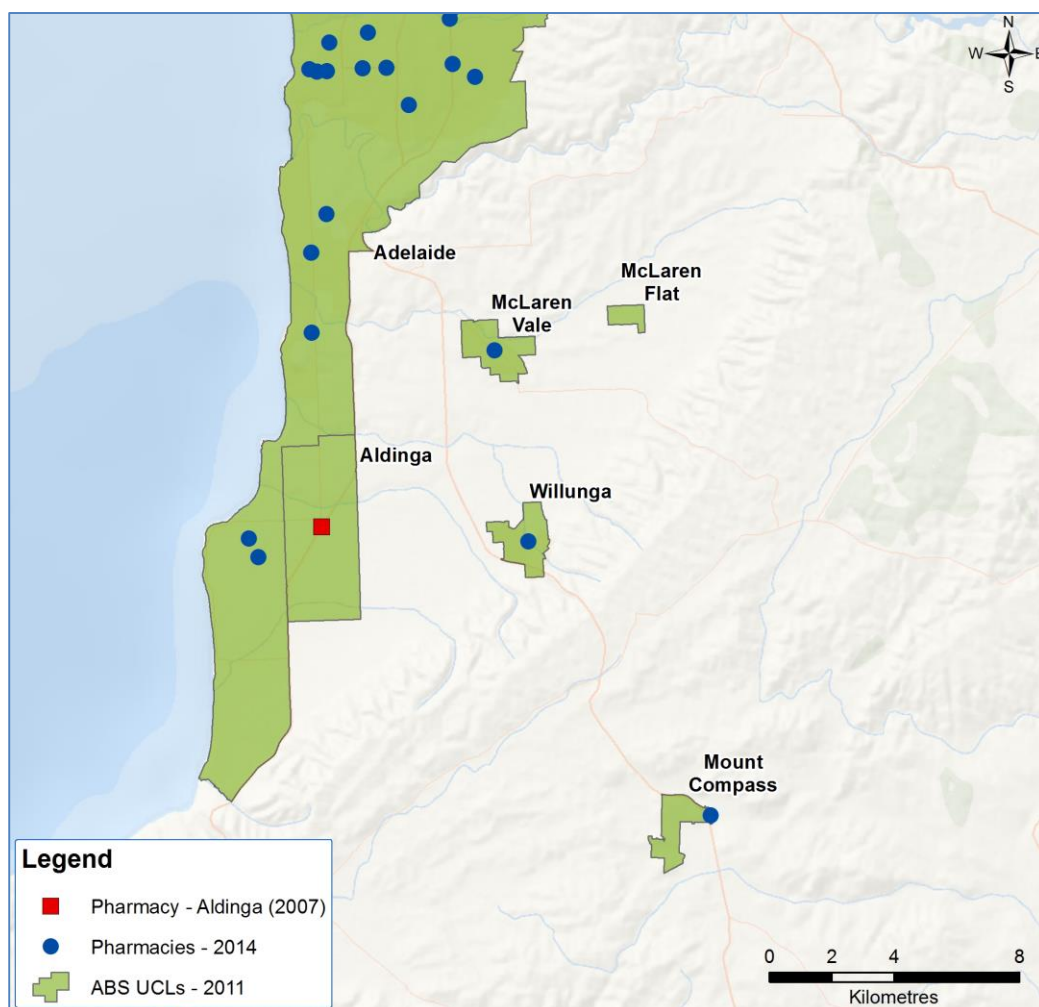 N
W E
S
Adelaide
McLaren
Flat
McLaren
Vale
Aldinga
Willunga
Mount
Compass
Legend
Pharmacy - Aldinga (2007)
Pharmacies - 2014
ABS UCLs - 2011
0 2 4 8
Kilometres